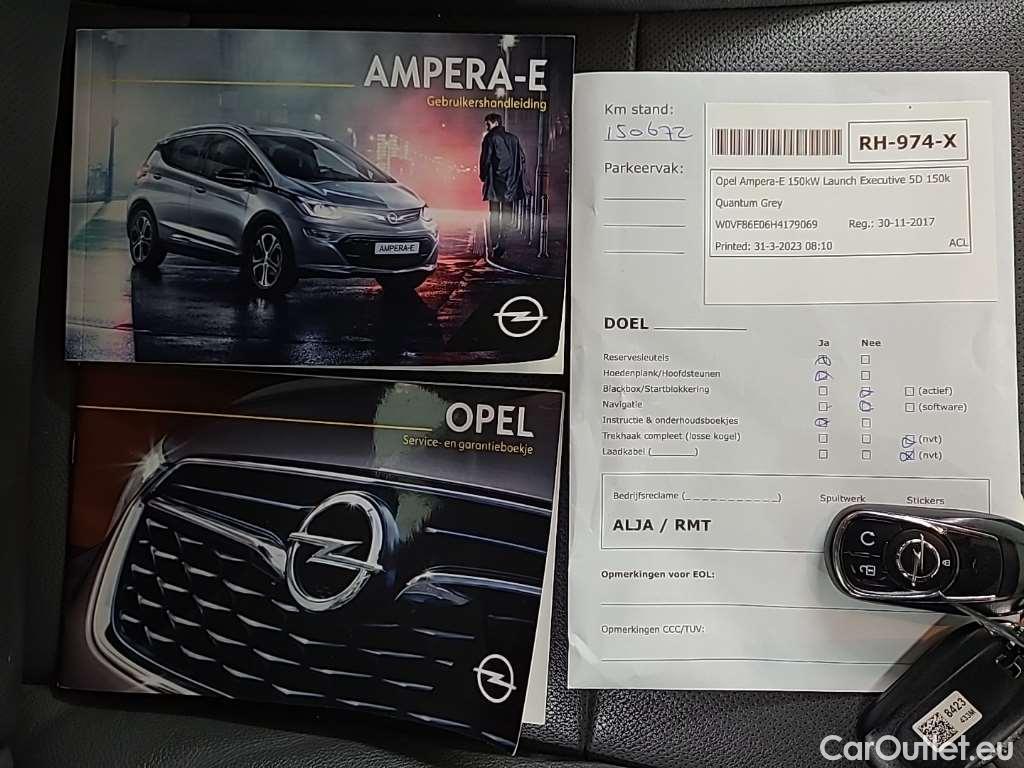 AMPERA-E
Gebruikershandleiding
AMPERA-E
OPEL
Service- en garantieboekje
Km stand:
150672
Parkeervak:
RH-974-X
Opel Ampera-E 150kW Launch Executive 5D 150k
Quantum Grey
W0VF86E06H4179069 Reg.: 30-11-2017
Printed: 31-3-2023 08:10 ACL
DOEL
Ja Nee
Reservesleutels
Hoedenplank/Hoofdsteunen
Blackbox/Startblokkering (actief)
Navigatie (software)
Instructie & onderhoudsboekjes
Trekhaak compleet (losse kogel) (nvt)
Laadkabel (______) (nvt)
Bedrijfsreclame (_ _ _ _ _ _ _ _ _ _ _ _) Spuitwerk Stickers
ALJA / RMT
Opmerkingen voor EOL:
Opmerkingen CCC/TUV:
8423
433M
CarOutlet.eu